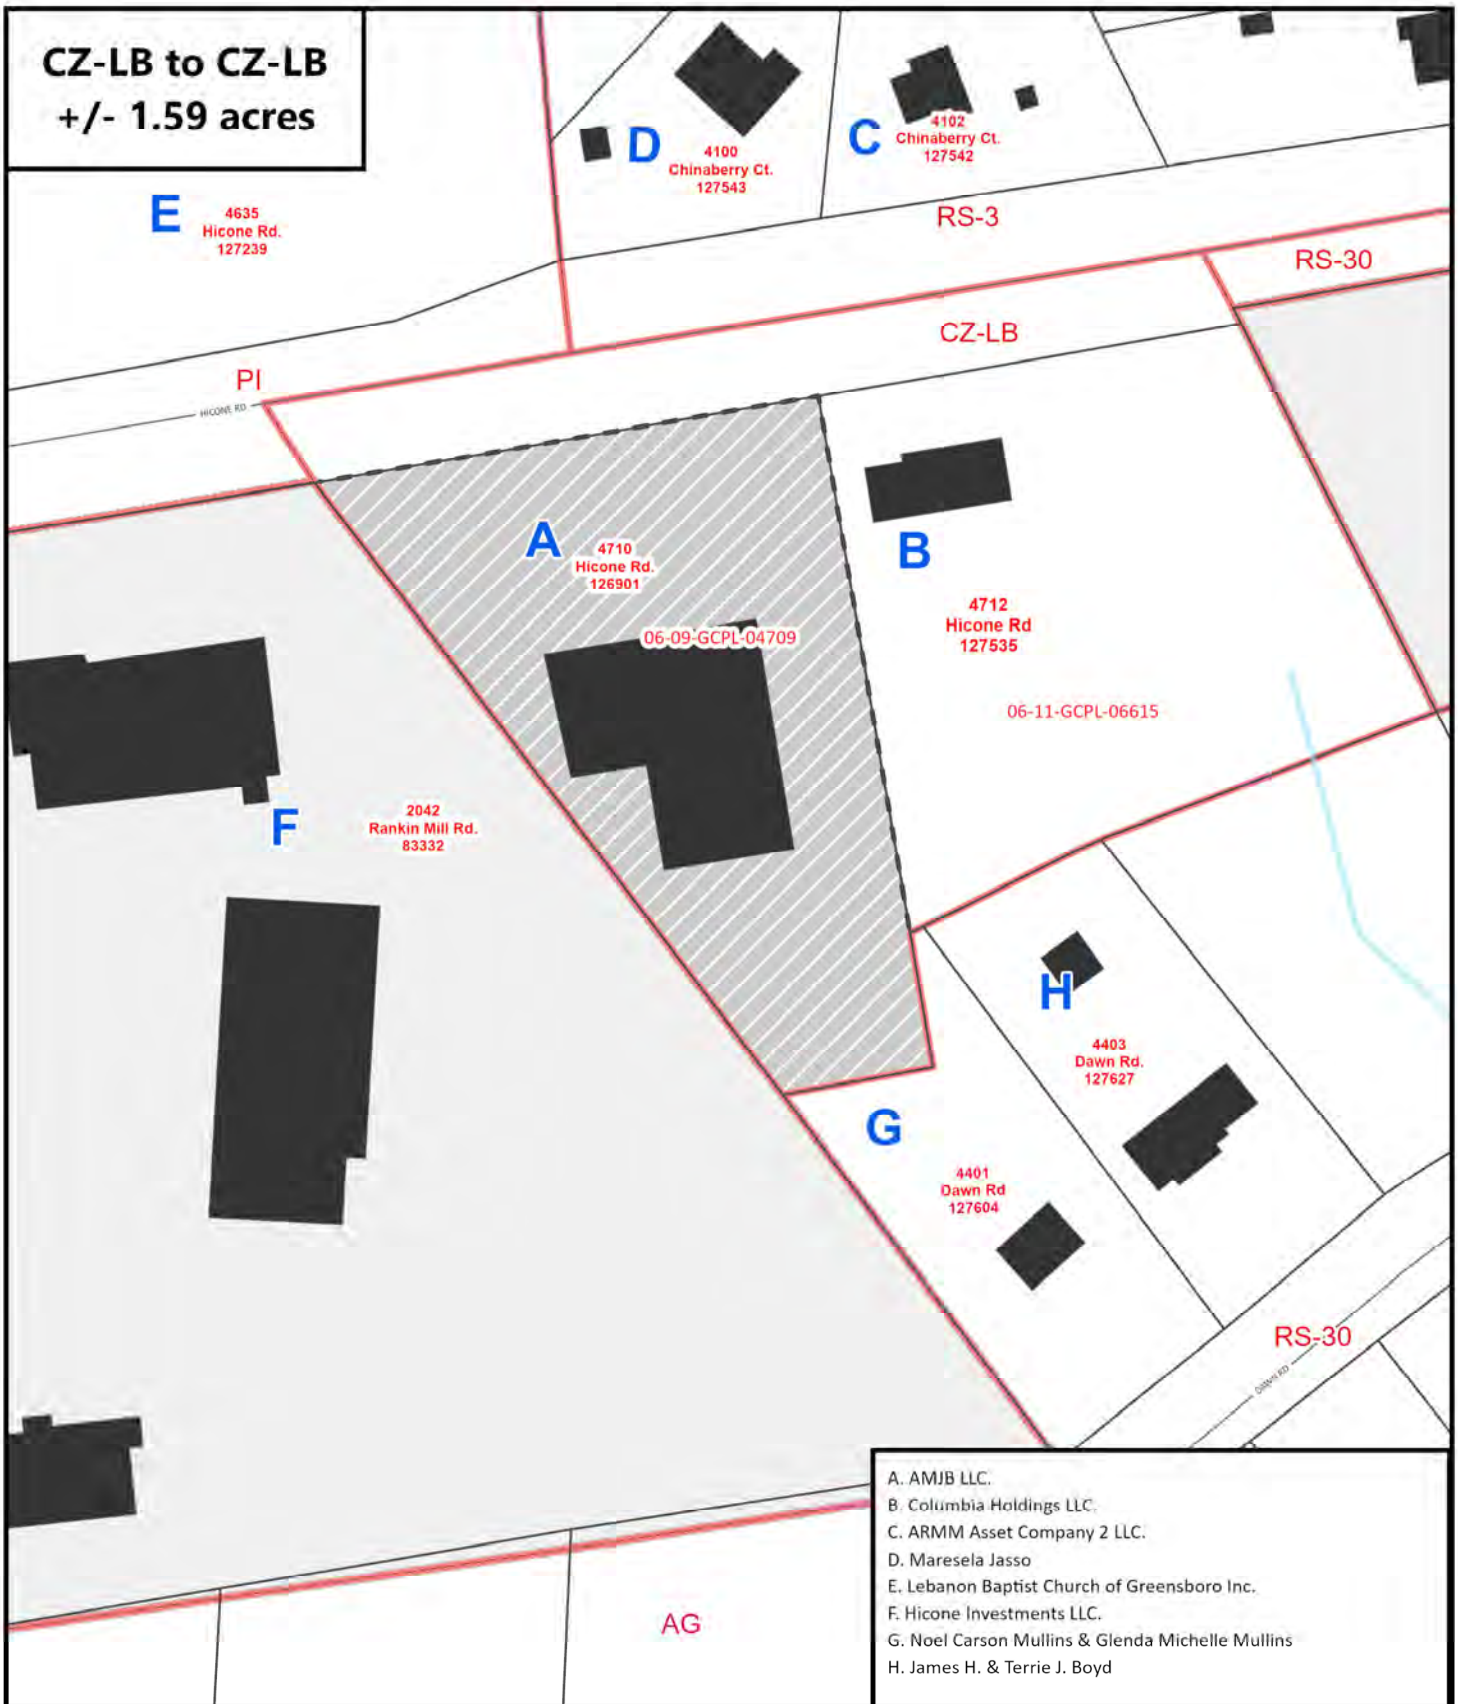 CZ-LB to CZ-LB
+/- 1.59 acres
D
4100
Chinaberry Ct.
127543
C
4102
Chinaberry Ct.
127542
E
4635
Hicone Rd.
127239
RS-3
RS-30
CZ-LB
PI
HICONE RD
A
4710
Hicone Rd.
126901
06-09-GCPL-04709
B
4712
Hicone Rd
127535
06-11-GCPL-06615
F
2042
Rankin Mill Rd.
83332
H
4403
Dawn Rd.
127627
G
4401
Dawn Rd
127604
RS-30
DAWN RD
AG
A. AMJB LLC.
B. Columbia Holdings LLC.
C. ARMM Asset Company 2 LLC.
D. Maresela Jasso
E. Lebanon Baptist Church of Greensboro Inc.
F. Hicone Investments LLC.
G. Noel Carson Mullins & Glenda Michelle Mullins
H. James H. & Terrie J. Boyd